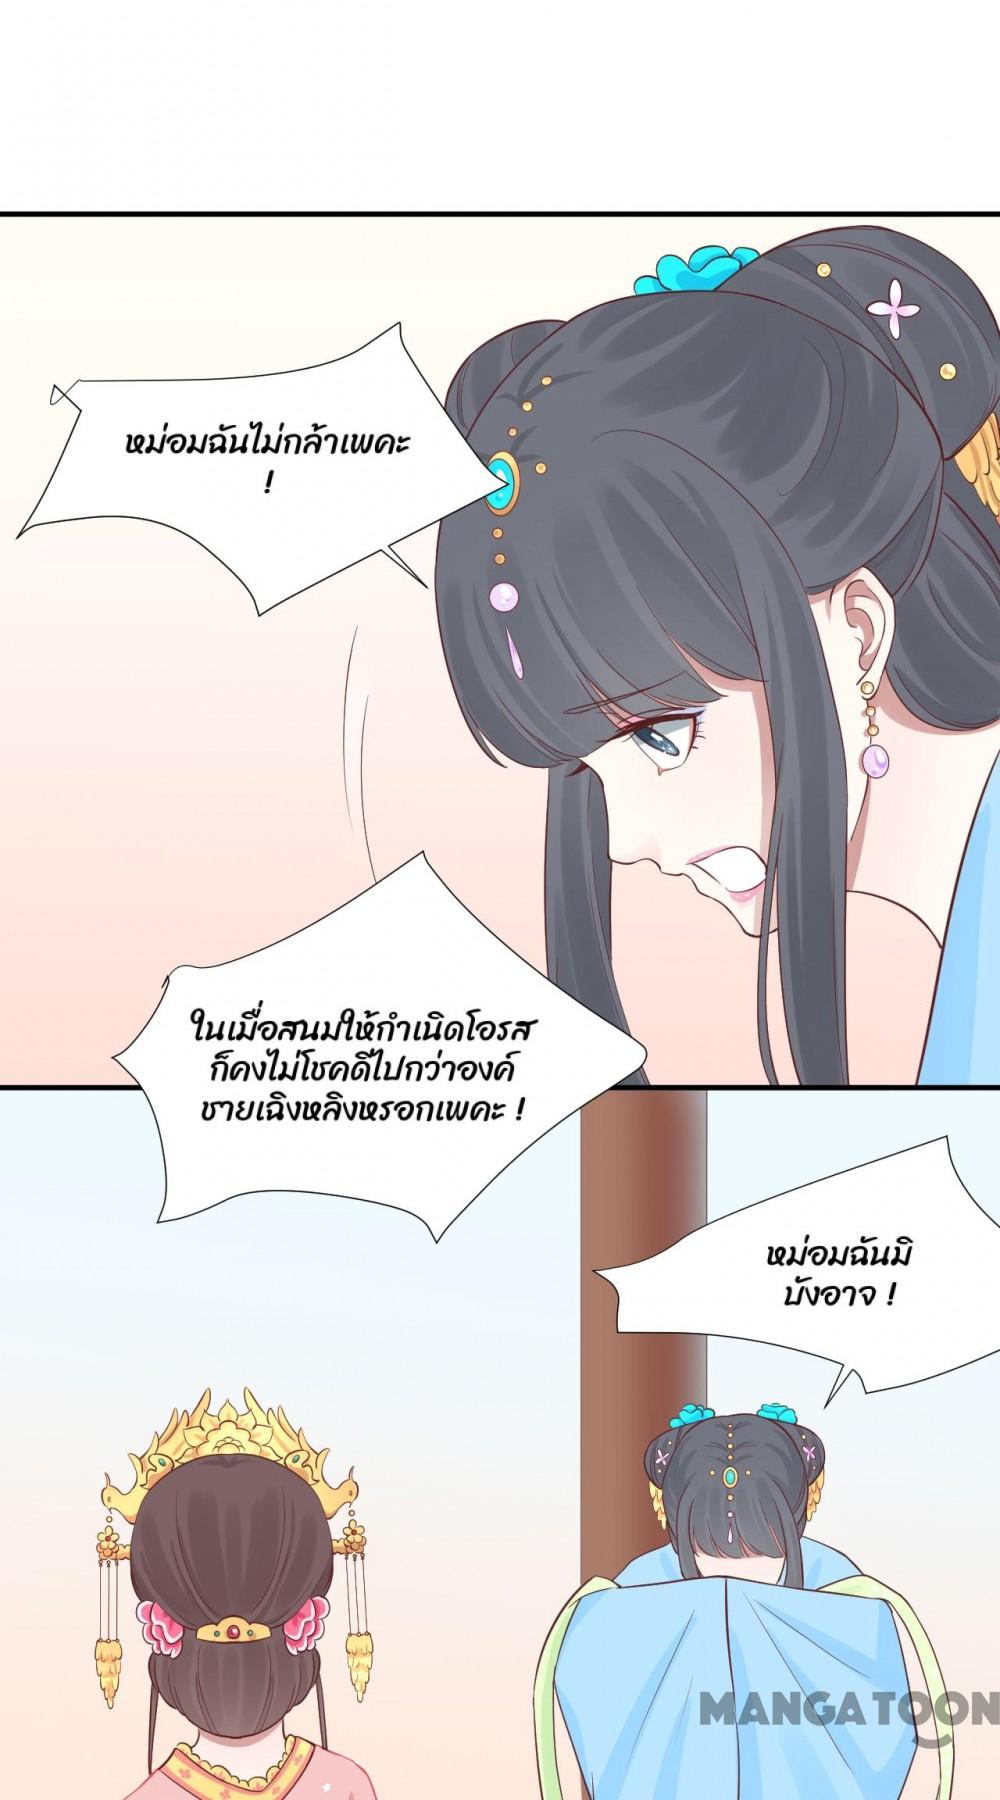 หม่อมฉันไม่กล้าเพคะ
!
ในเมื่อสนมให้กำเนิดโอรส
ก็คงไม่โชคดีไปกว่าองค์
ชายเฉิงหลิงหรอกเพคะ !
หม่อมฉันมิ
บังอาจ !
MANGATOON